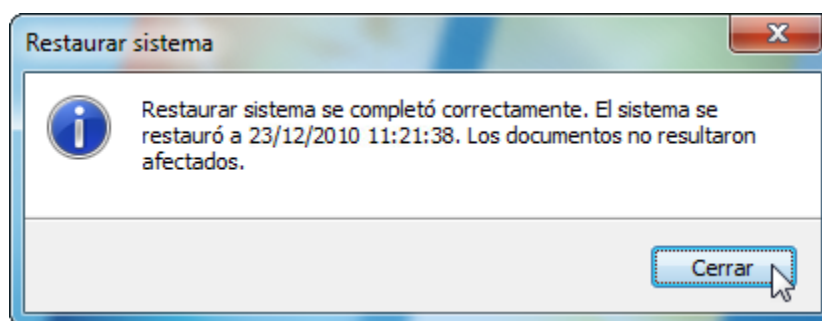 Restaurar sistema
Restaurar sistema se completó correctamente. El sistema se
restauró a 23/12/2010 11:21:38. Los documentos no resultaron
afectados.
Cerrar